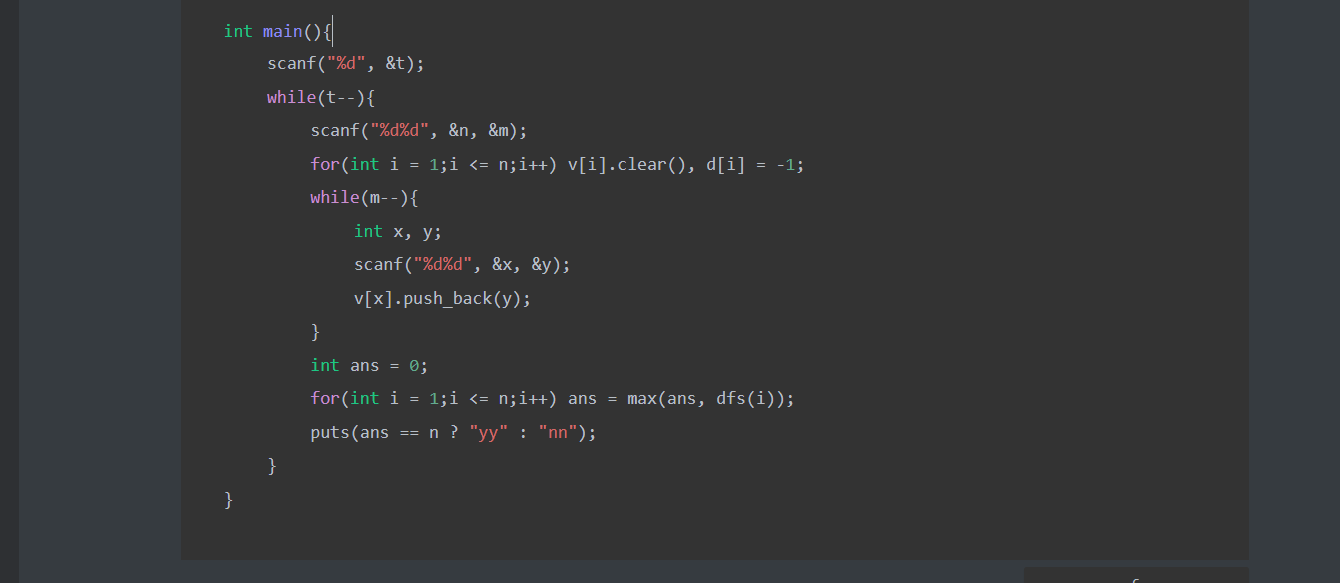 int main(){
scanf("%d", &t);
while(t--){
scanf("%d%d", &n, &m);
for(int i = 1;i <= n;i++) v[i].clear(), d[i] = -1;
while(m--){
int x, y;
scanf("%d%d", &x, &y);
v[x].push_back(y);
}
int ans = 0;
for(int i = 1;i <= n;i++) ans = max(ans, dfs(i));
puts(ans == n ? "yy" : "nn");
}
}